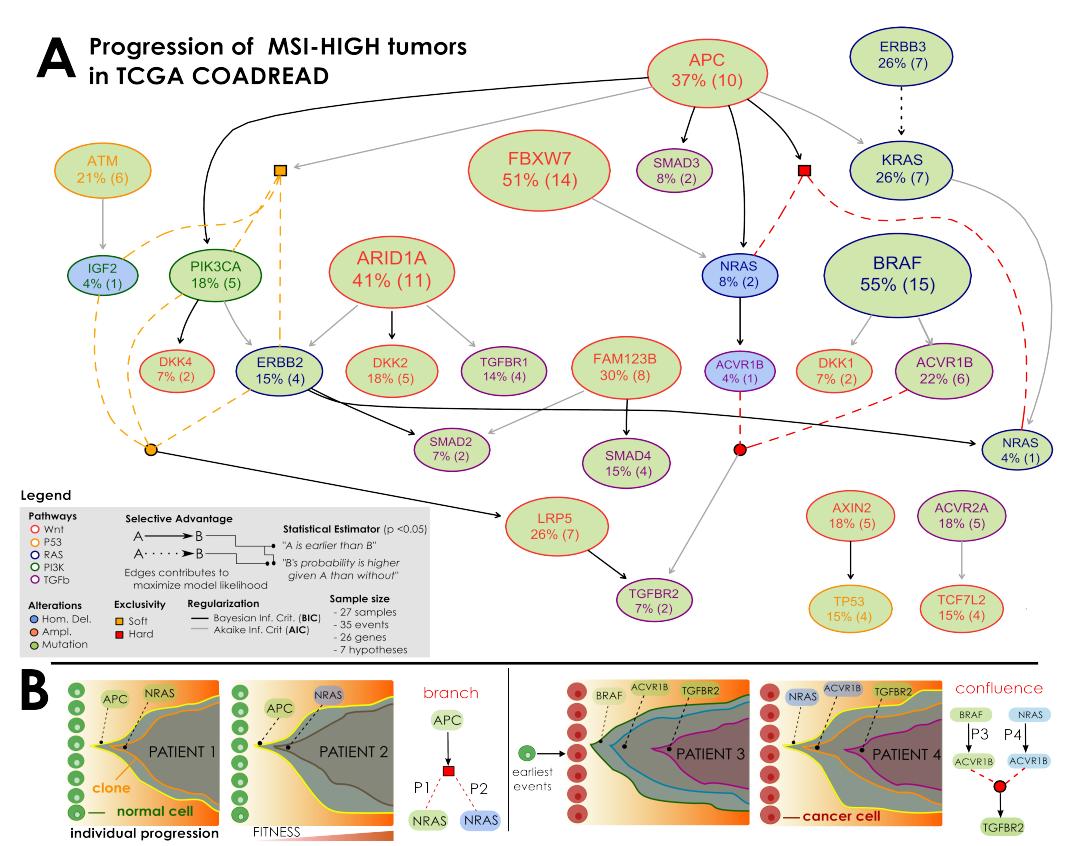 A
Progression of MSI-HIGH tumors
in TCGA COADREAD
APC
37% (10)
ERBB3
26% (7)
ATM
21% (6)
FBXW7
51% (14)
SMAD3
8% (2)
KRAS
26% (7)
IGF2
4% (1)
PIK3CA
18% (5)
ARID1A
41% (11)
NRAS
8% (2)
BRAF
55% (15)
DKK4
7% (2)
ERBB2
15% (4)
DKK2
18% (5)
TGFBR1
14% (4)
FAM123B
30% (8)
ACVR1B
4% (1)
DKK1
7% (2)
ACVR1B
22% (6)
SMAD2
7% (2)
SMAD4
15% (4)
NRAS
4% (1)
LRP5
26% (7)
AXIN2
18% (5)
ACVR2A
18% (5)
TGFBR2
7% (2)
TP53
15% (4)
TCF7L2
15% (4)
Legend
Pathways
Wnt
P53
RAS
PI3K
TGFb
Selective Advantage
A B
A B
Edges contributes to
maximize model likelihood
Statistical Estimator (p <0.05)
"A is earlier than B"
"B's probability is higher
given A than without"
Alterations
Hom. Del.
Ampl.
Mutation
Exclusivity
Soft
Hard
Regularization
Bayesian Inf. Crit. (BIC)
Akaike Inf. Crit (AIC)
Sample size
- 27 samples
- 35 events
- 26 genes
- 7 hypotheses
B
APC
NRAS
PATIENT 1
clone
normal cell
individual progression
APC
NRAS
PATIENT 2
FITNESS
branch
APC
P1 P2
NRAS NRAS
earliest
events
BRAF
ACVR1B
TGFBR2
PATIENT 3
NRAS
ACVR1B
TGFBR2
PATIENT 4
cancer cell
confluence
BRAF NRAS
P3 P4
ACVR1B ACVR1B
TGFBR2